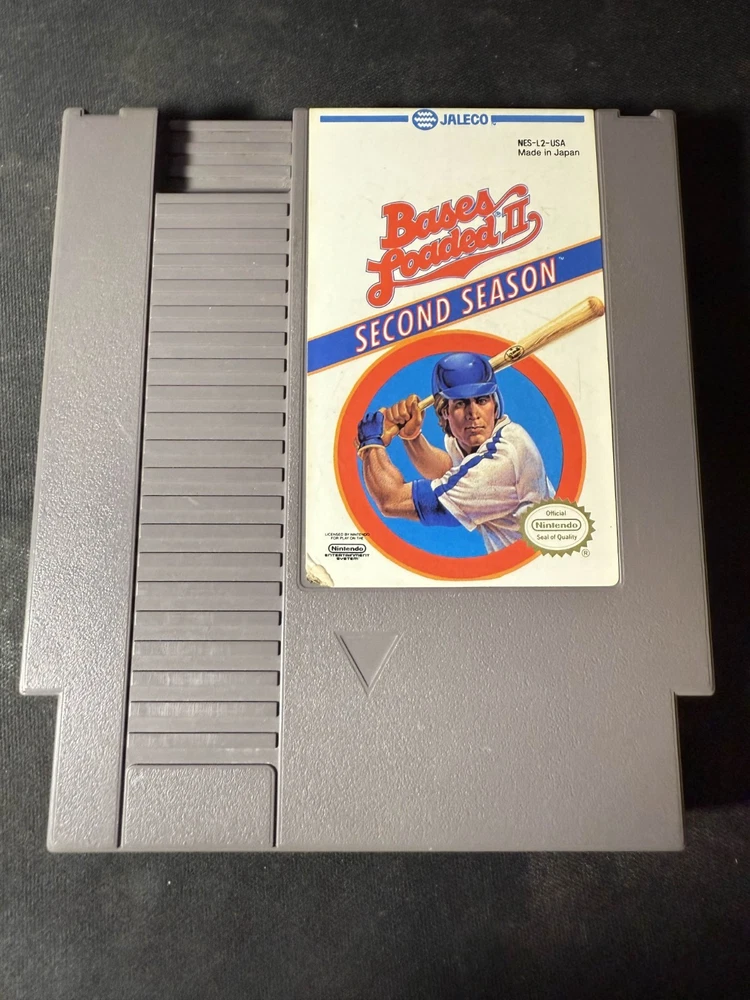 JALECO
NES-L2-USA
Made in Japan
Bases
Loaded II
SECOND SEASON™
LICENSED BY NINTENDO
FOR PLAY ON THE
Nintendo
ENTERTAINMENT
SYSTEM
Official
Nintendo
Seal of Quality
®